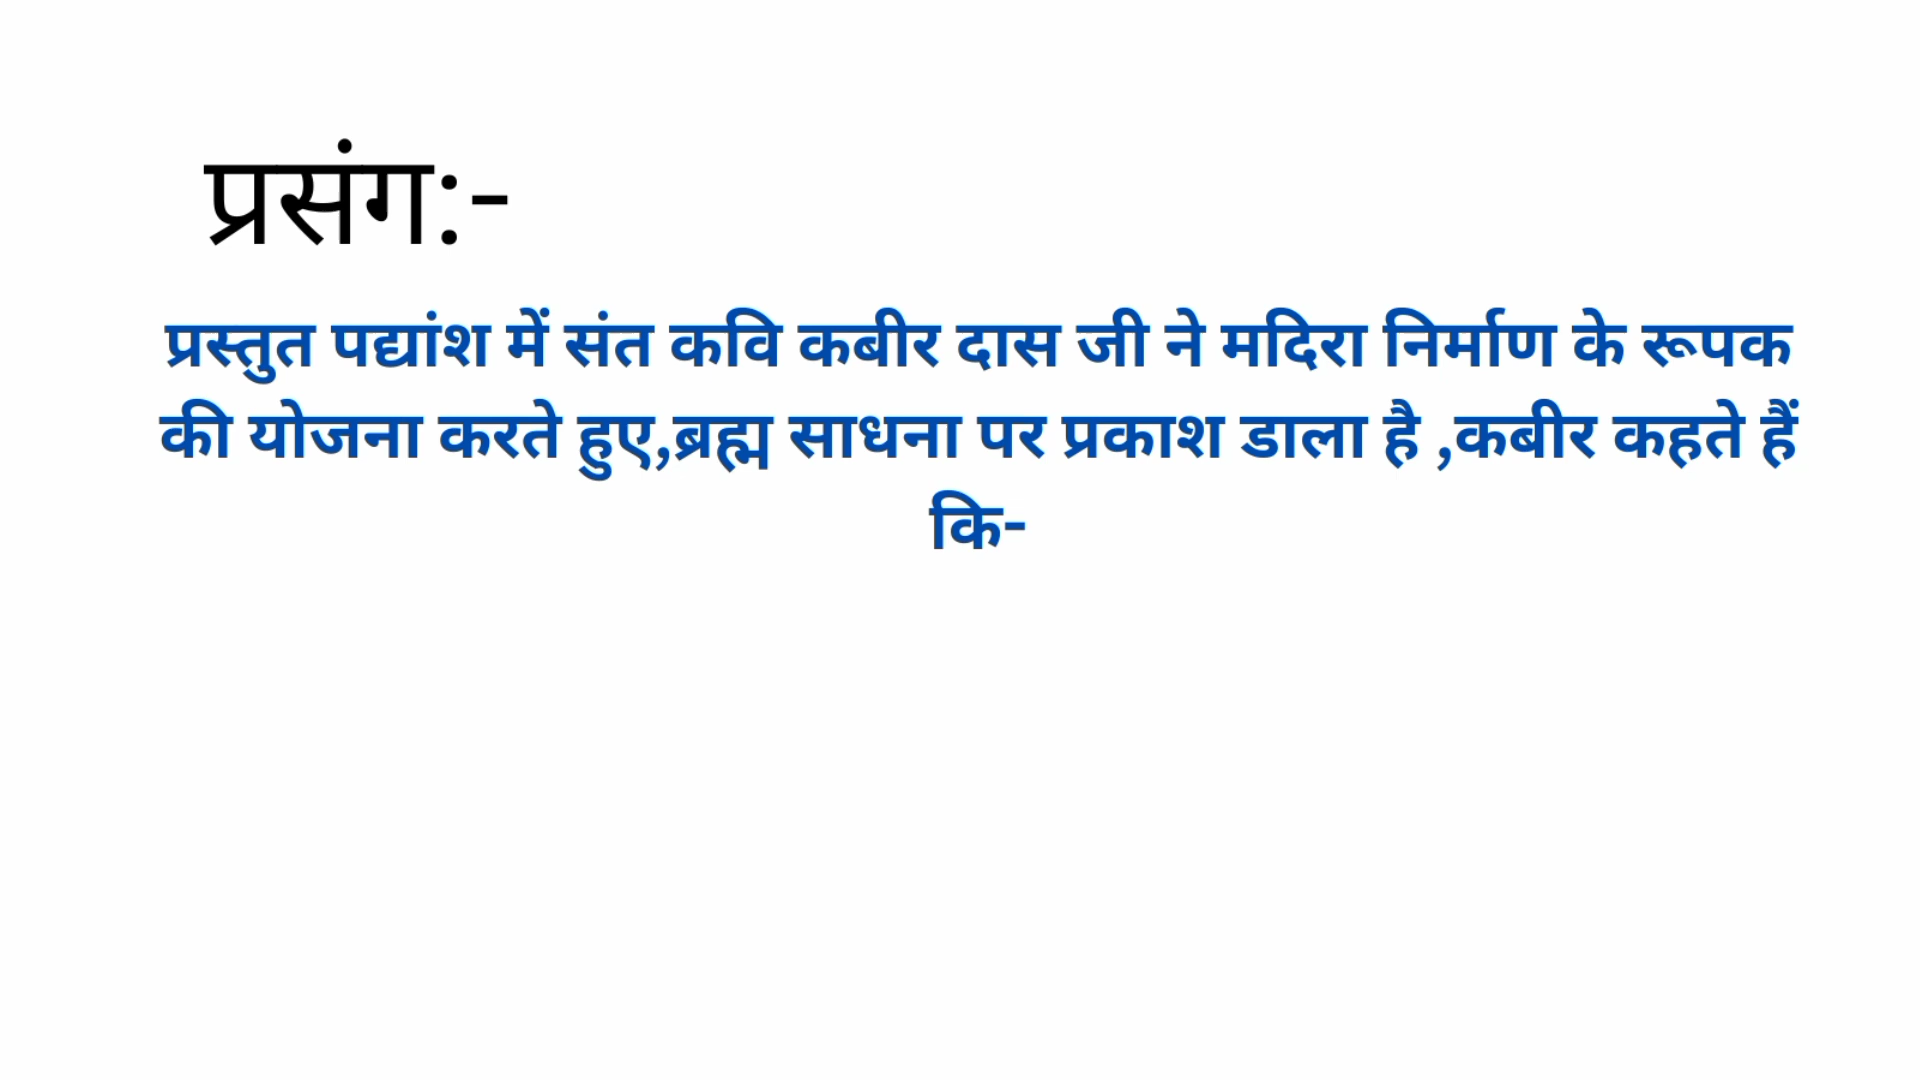 प्रसंग:-
प्रस्तुत पद्यांश में संत कवि कबीर दास जी ने मदिरा निर्माण के रूपक
की योजना करते हुए,ब्रह्म साधना पर प्रकाश डाला है ,कबीर कहते हैं
कि-